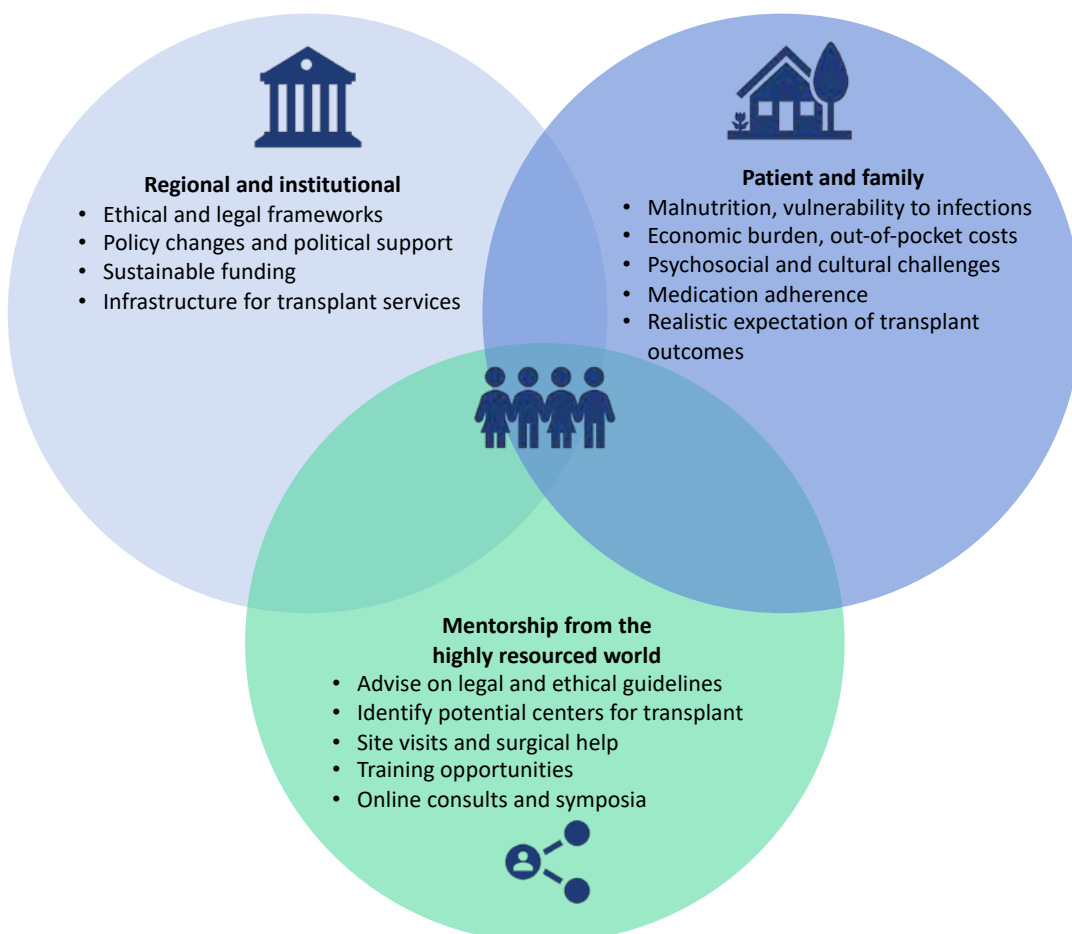 Regional and institutional
• Ethical and legal frameworks
• Policy changes and political support
• Sustainable funding
• Infrastructure for transplant services
Patient and family
• Malnutrition, vulnerability to infections
• Economic burden, out-of-pocket costs
• Psychosocial and cultural challenges
• Medication adherence
• Realistic expectation of transplant
outcomes
Mentorship from the
highly resourced world
• Advise on legal and ethical guidelines
• Identify potential centers for transplant
• Site visits and surgical help
• Training opportunities
• Online consults and symposia